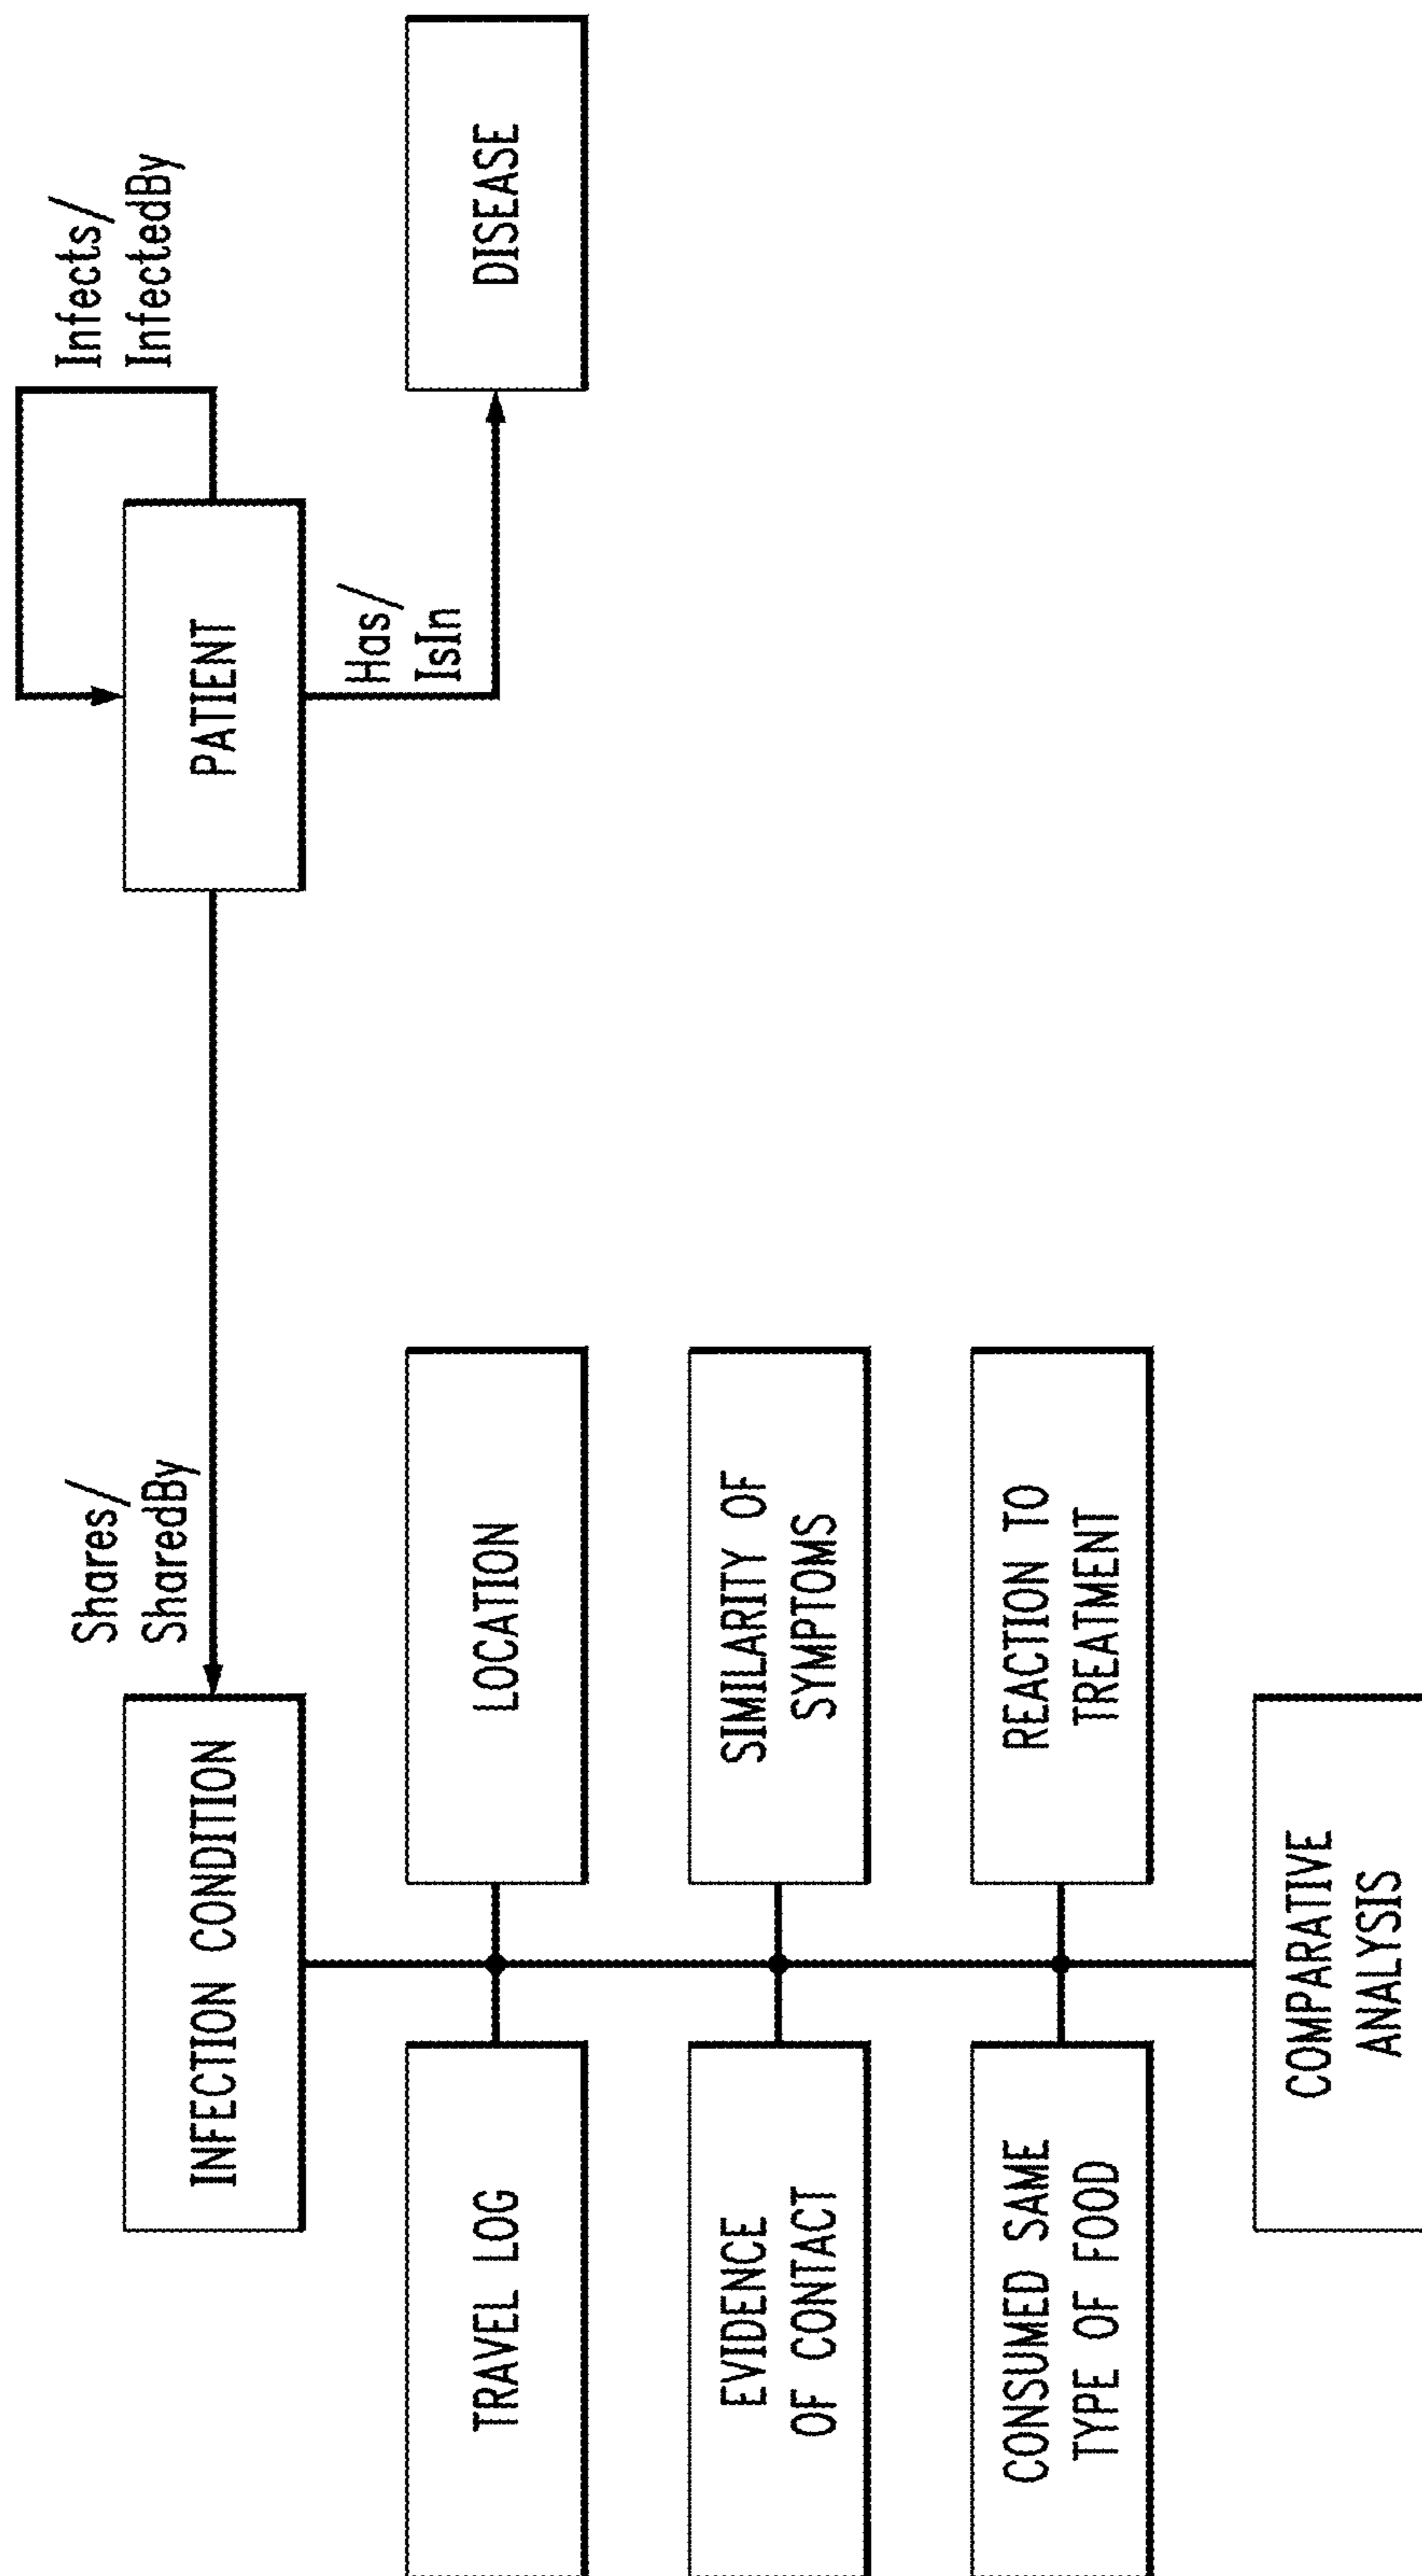 Infects/
InfectedBy
Shares/
SharedBy
INFECTION CONDITION
PATIENT
Has/
IsIn
TRAVEL LOG
LOCATION
DISEASE
EVIDENCE
OF CONTACT
SIMILARITY OF
SYMPTOMS
CONSUMED SAME
TYPE OF FOOD
REACTION TO
TREATMENT
COMPARATIVE
ANALYSIS